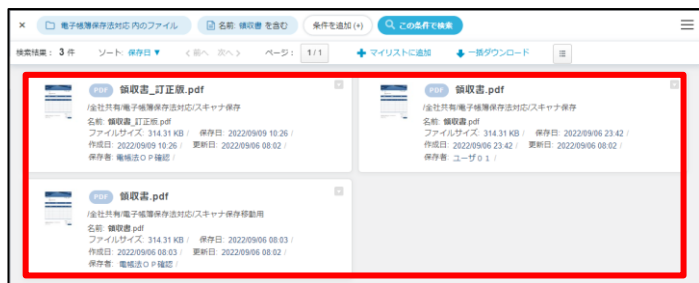 × 電子帳簿保存法対応 内のファイル 名前: 領収書 を含む 条件を追加 (+) この条件で検索
検索結果： 3 件 ソート: 保存日 ▼ 〈 前へ 次へ 〉 ページ： 1/1 マイリストに追加 一括ダウンロード
PDF 領収書_訂正版.pdf
/全社共有/電子帳簿保存法対応/スキャナ保存
名前: 領収書_訂正版.pdf
ファイルサイズ: 314.31 KB / 保存日: 2022/09/09 10:26 /
作成日: 2022/09/09 10:26 / 更新日: 2022/09/06 08:02 /
保存者: 電帳法ＯＰ確認 /
PDF 領収書.pdf
/全社共有/電子帳簿保存法対応/スキャナ保存
名前: 領収書.pdf
ファイルサイズ: 314.31 KB / 保存日: 2022/09/06 23:42 /
作成日: 2022/09/06 23:42 / 更新日: 2022/09/06 08:02 /
保存者: ユーザ０１ /
PDF 領収書.pdf
/全社共有/電子帳簿保存法対応/スキャナ保存移動用
名前: 領収書.pdf
ファイルサイズ: 314.31 KB / 保存日: 2022/09/06 08:03 /
作成日: 2022/09/06 08:03 / 更新日: 2022/09/06 08:02 /
保存者: 電帳法ＯＰ確認 /